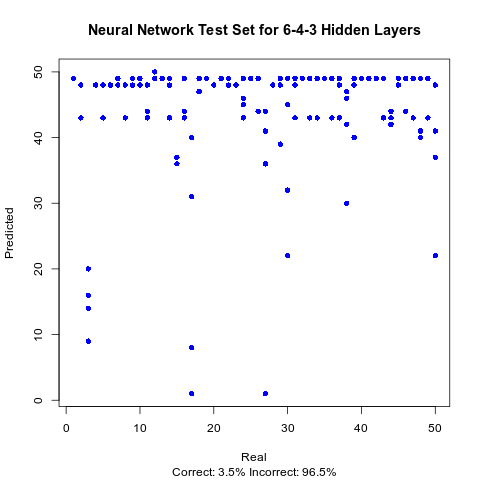 Neural Network Test Set for 6-4-3 Hidden Layers
50
40
30
20
10
0
Predicted
0 10 20 30 40 50
Real
Correct: 3.5% Incorrect: 96.5%